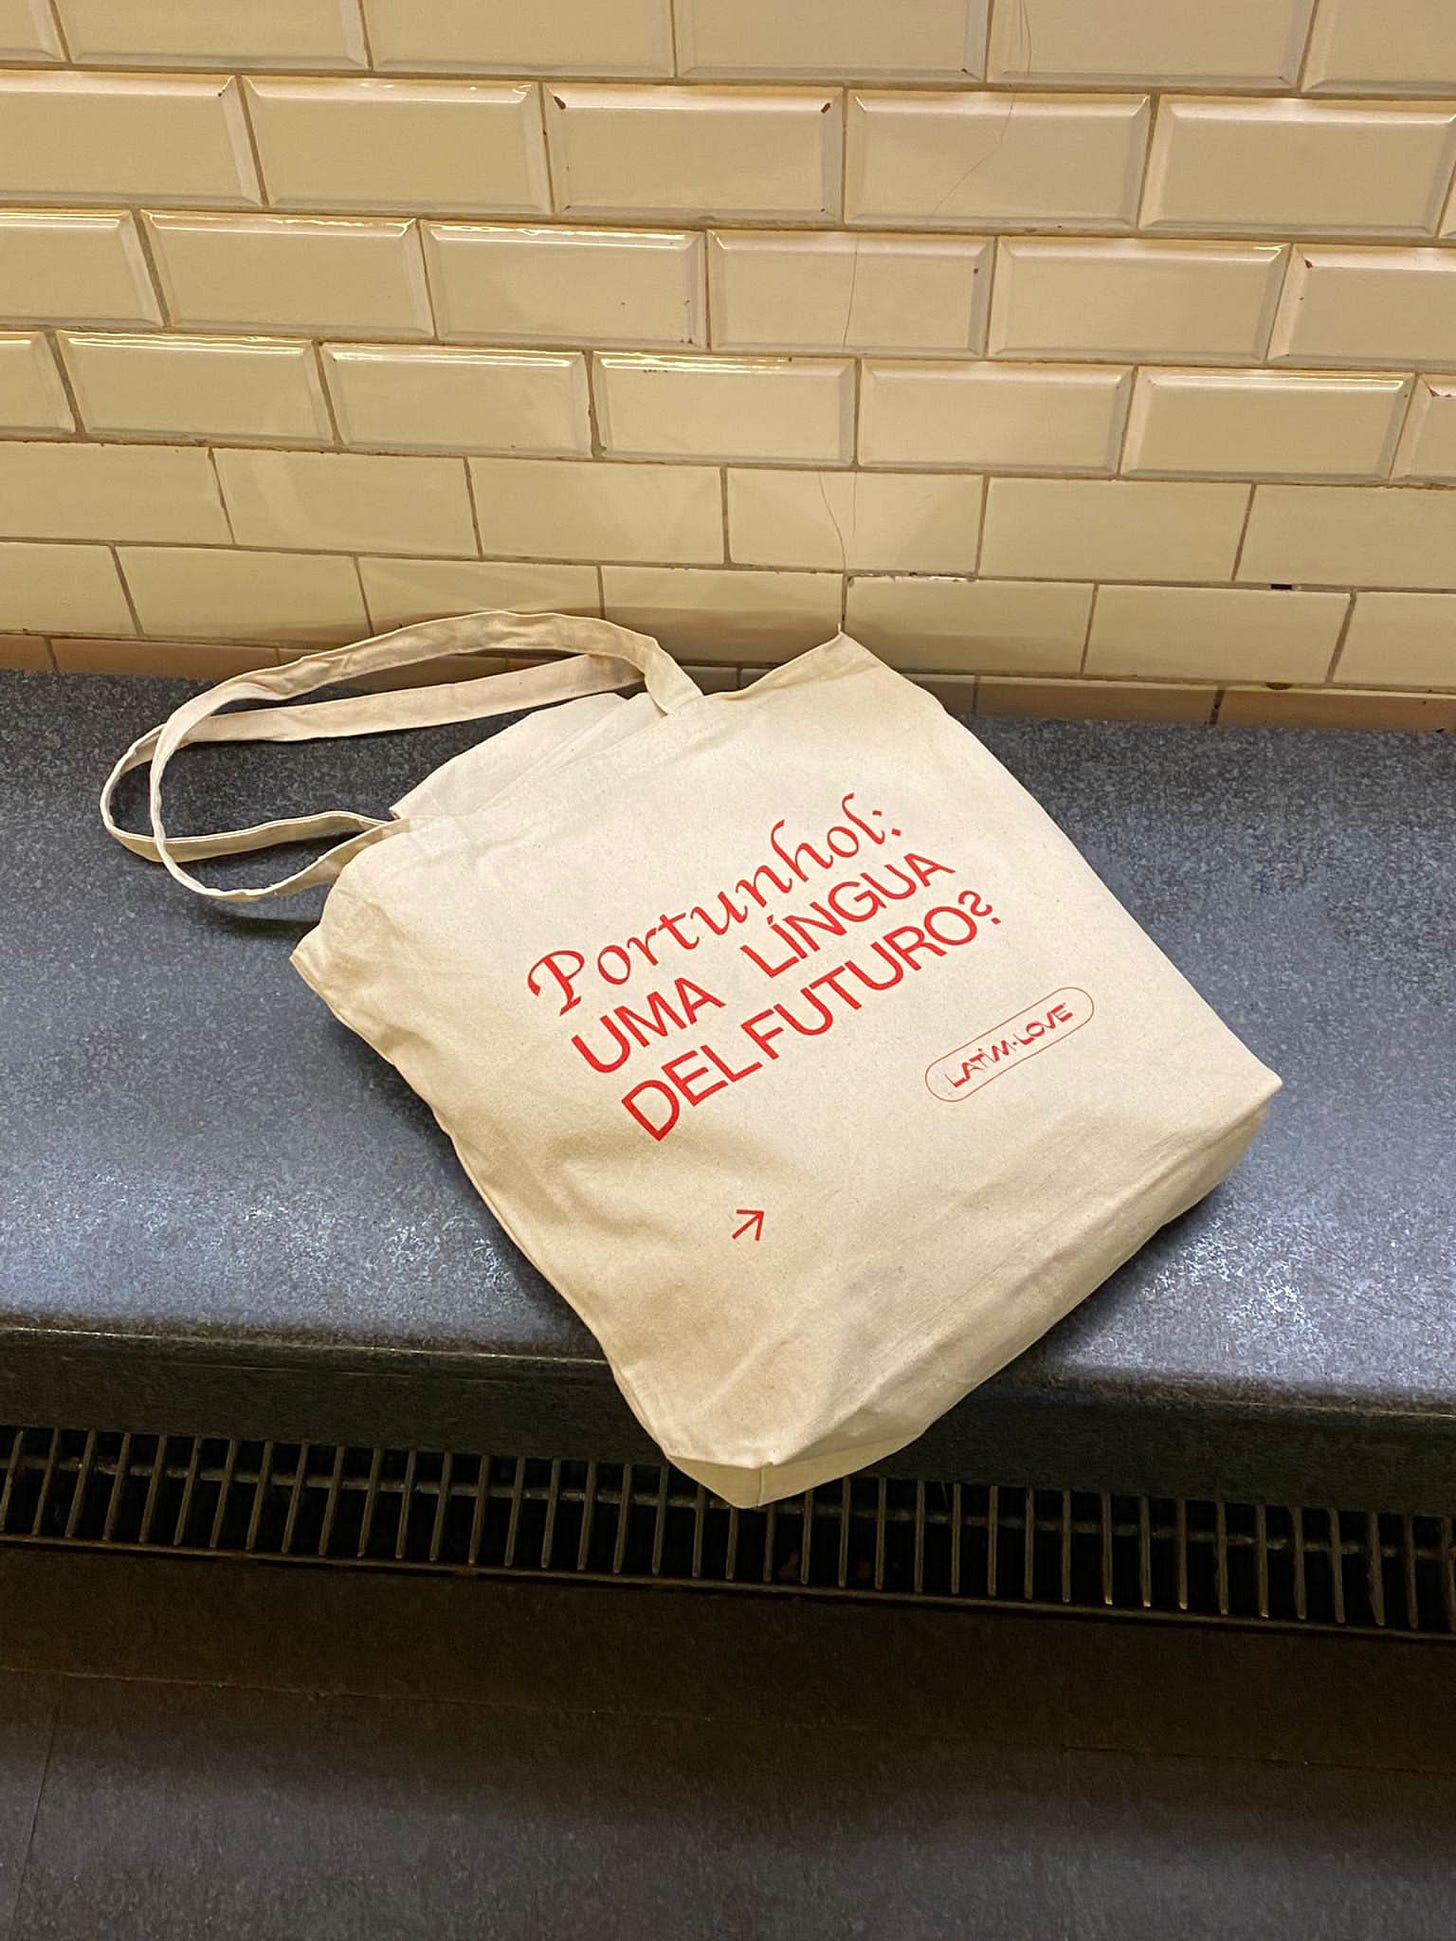 Portunhol:
UMA LÍNGUA
DEL FUTURO?
LATIM-LOVE
→